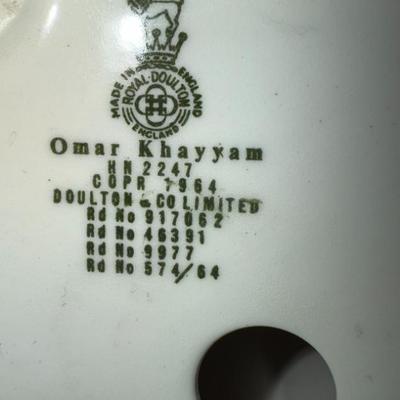 MADE IN ENGLAND
ROYAL·DOULTON
ENGLAND
Omar Khayyam
HN 2247
COPR 1964
DOULTON & CO LIMITED
Rd No 917062
Rd No 46391
Rd No 9977
Rd No 574/64